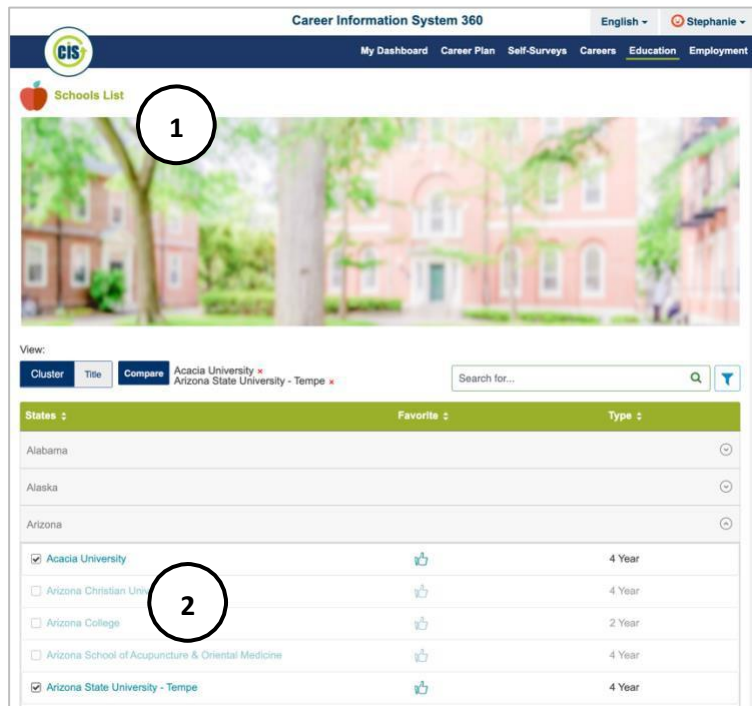 Career Information System 360
English
Stephanie
CIS
My Dashboard Career Plan Self-Surveys Careers Education Employment
Schools List
1
View:
Cluster Title Compare Acacia University ×
Arizona State University - Tempe ×
Search for...
States Favorite Type
Alabama
Alaska
Arizona
Acacia University 4 Year
Arizona Christian 4 Year
2
Arizona College 2 Year
Arizona School of Acupuncture & Oriental Medicine 4 Year
Arizona State University - Tempe 4 Year